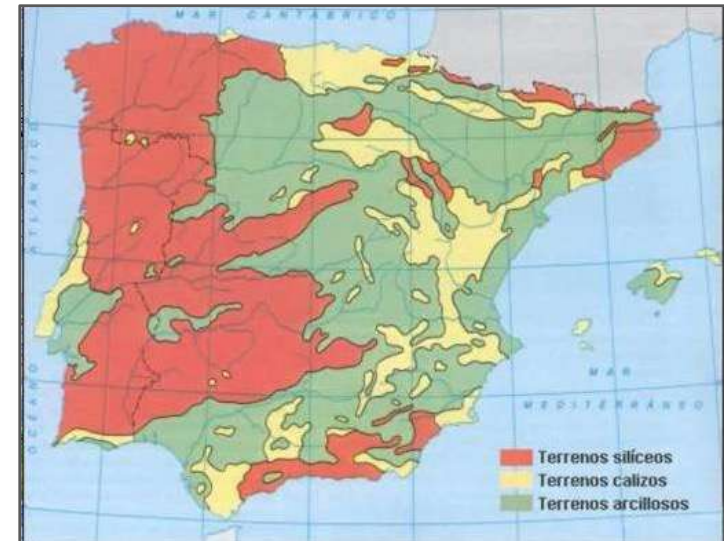 MAR CANTÁBRICO
OCÉANO ATLÁNTICO
MAR
MEDITERRÁNEO
Terrenos silíceos
Terrenos calizos
Terrenos arcillosos